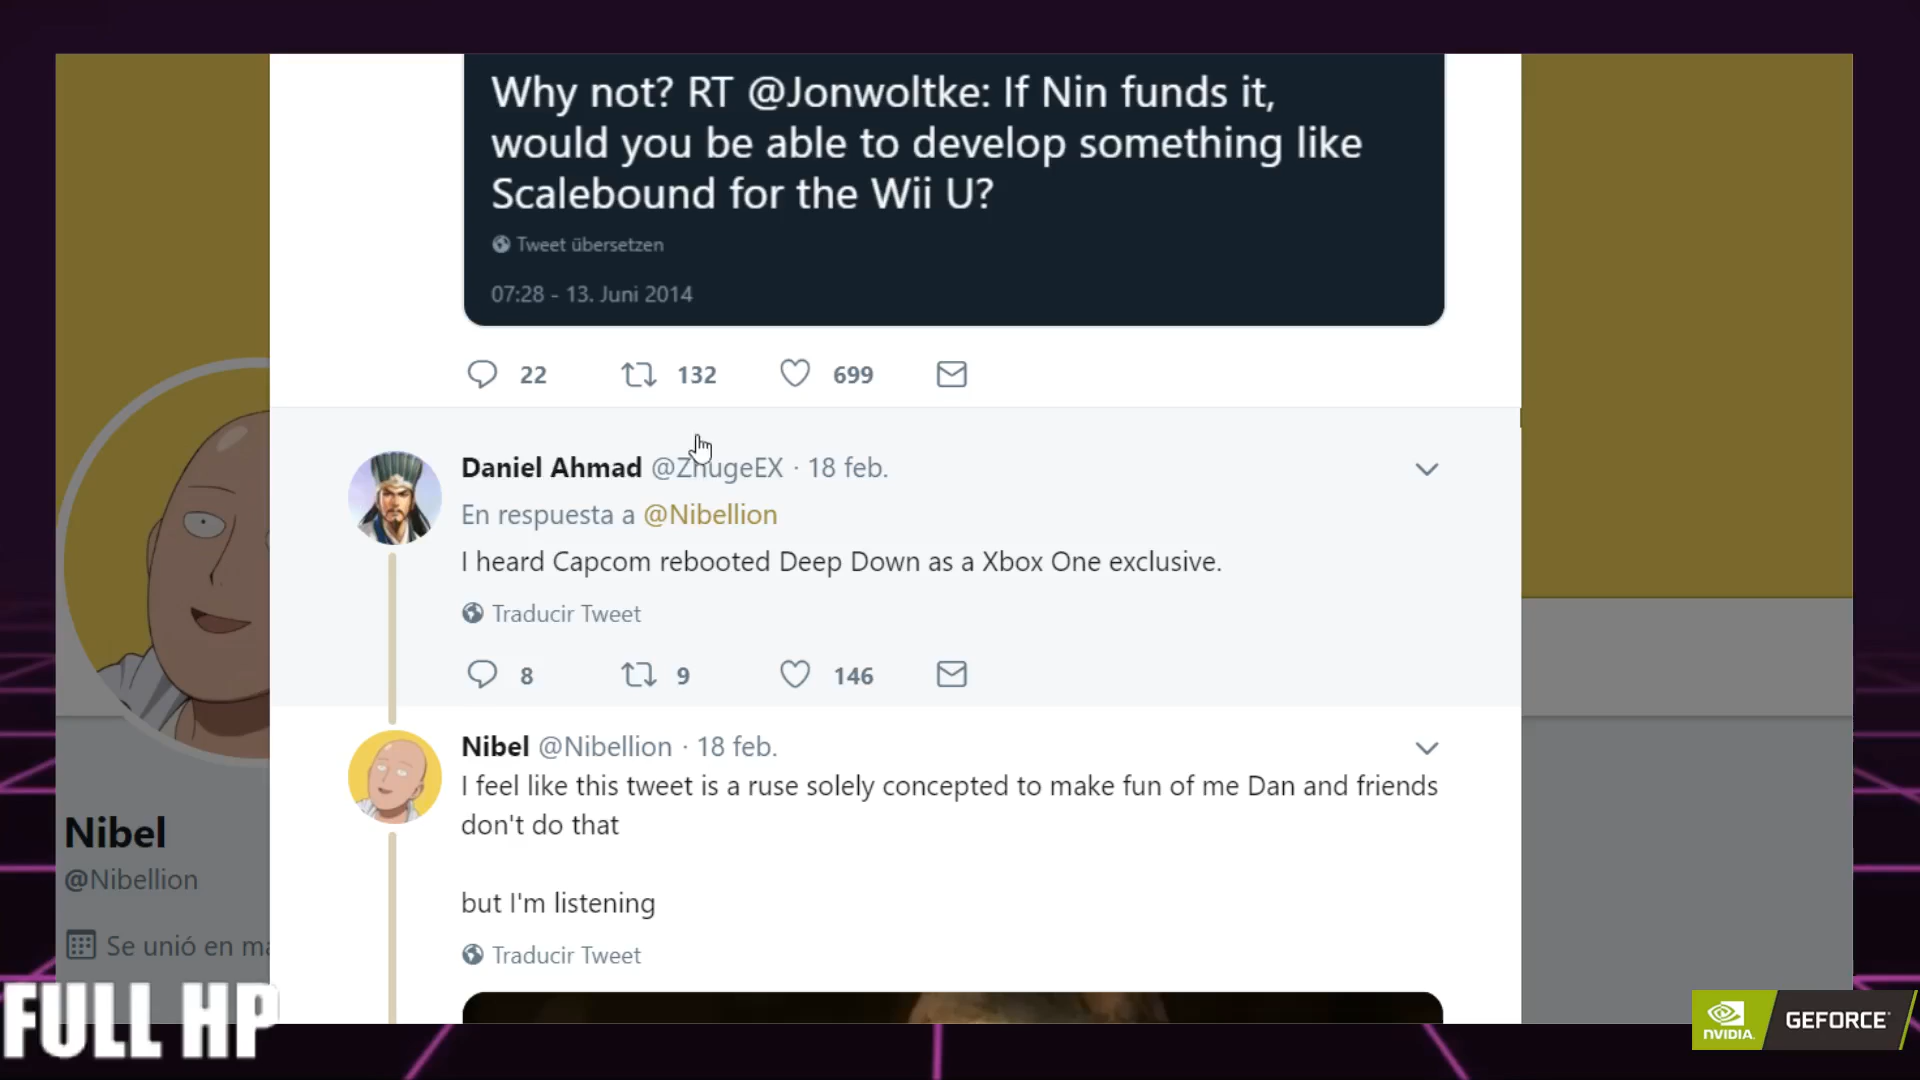 Why not? RT @Jonwoltke: If Nin funds it,
would you be able to develop something like
Scalebound for the Wii U?
Tweet übersetzen
07:28 - 13. Juni 2014
22 132 699
Daniel Ahmad @ZhugeEX · 18 feb.
En respuesta a @Nibellion
I heard Capcom rebooted Deep Down as a Xbox One exclusive.
Traducir Tweet
8 9 146
Nibel @Nibellion · 18 feb.
I feel like this tweet is a ruse solely concepted to make fun of me Dan and friends
don't do that
but I'm listening
Traducir Tweet
Nibel
@Nibellion
Se unió en ma
FULL HP
NVIDIA.
GEFORCE